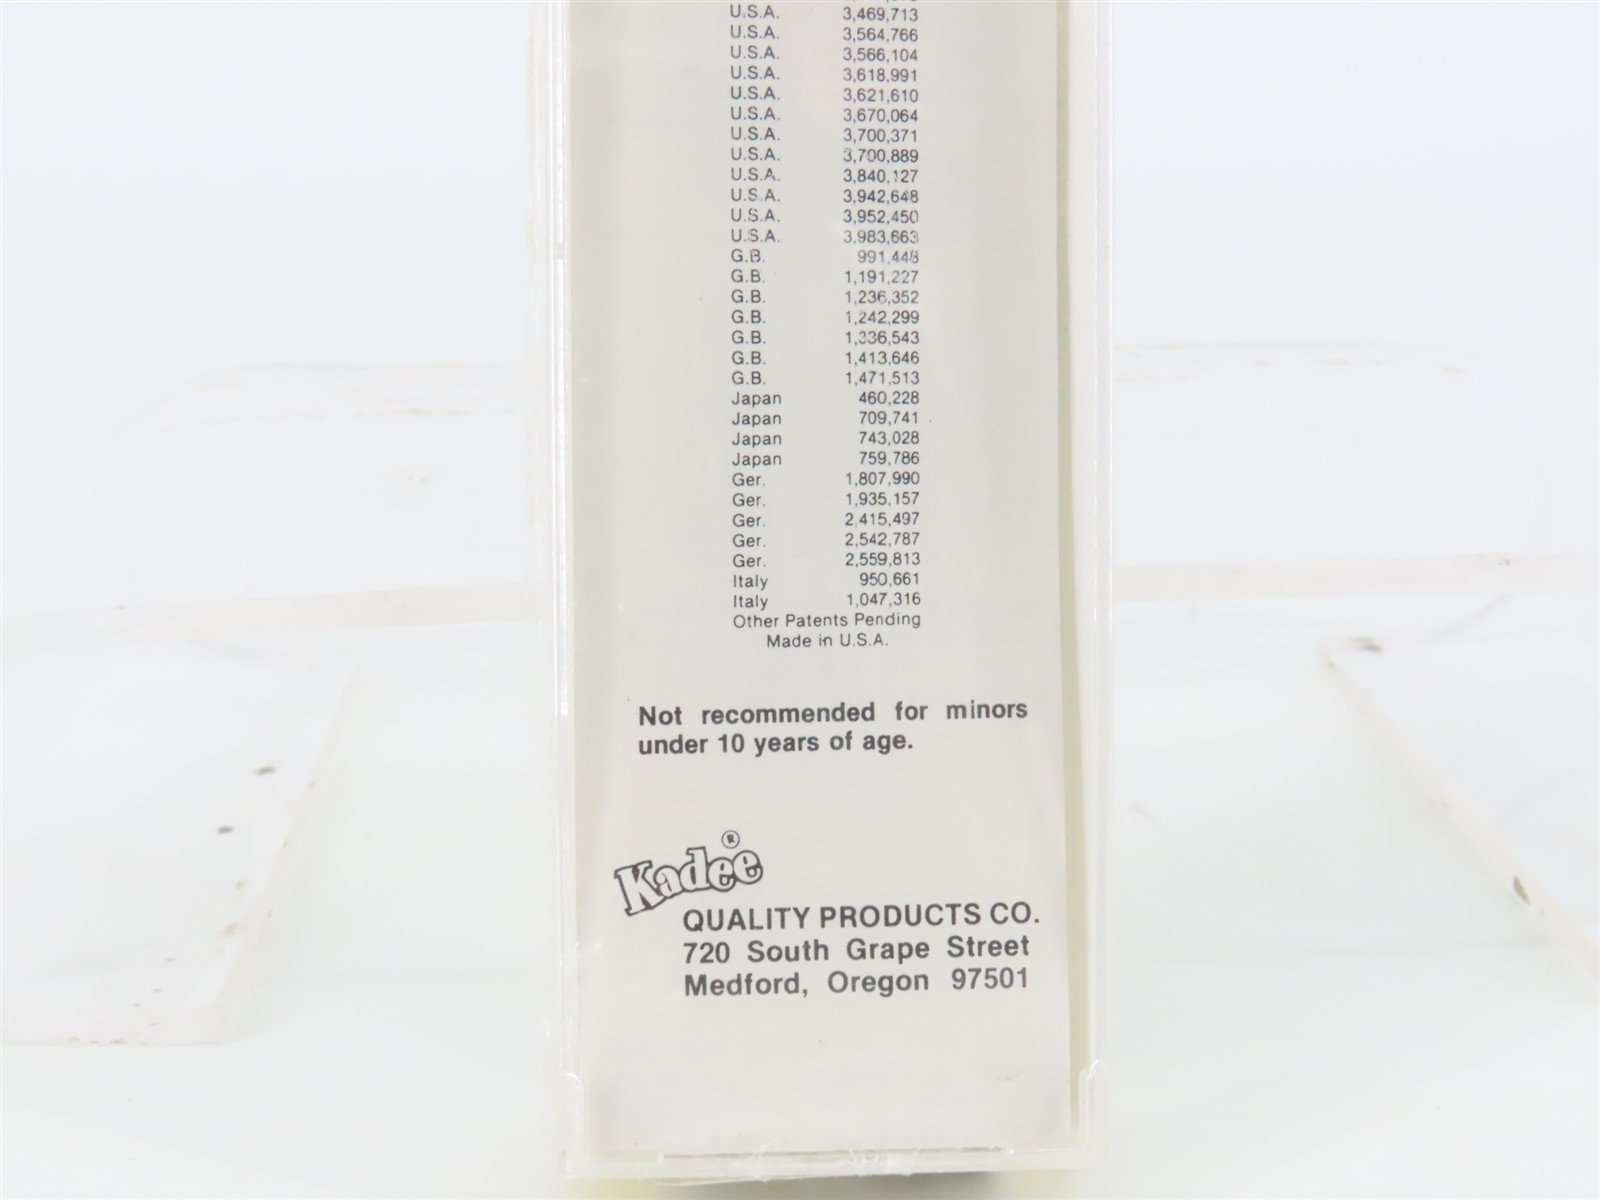 U.S.A. 3,469,713
U.S.A. 3,564,766
U.S.A. 3,566,104
U.S.A. 3,618,991
U.S.A. 3,621,610
U.S.A. 3,670,064
U.S.A. 3,700,371
U.S.A. 3,700,889
U.S.A. 3,840,127
U.S.A. 3,942,648
U.S.A. 3,952,450
U.S.A. 3,983,663
G.B. 991,448
G.B. 1,191,227
G.B. 1,236,352
G.B. 1,242,299
G.B. 1,336,543
G.B. 1,413,646
G.B. 1,471,513
Japan 460,228
Japan 709,741
Japan 743,028
Japan 759,786
Ger. 1,807,990
Ger. 1,935,157
Ger. 2,415,497
Ger. 2,542,787
Ger. 2,559,813
Italy 950,661
Italy 1,047,316
Other Patents Pending
Made in U.S.A.
Not recommended for minors
under 10 years of age.
Kadee®
QUALITY PRODUCTS CO.
720 South Grape Street
Medford, Oregon 97501